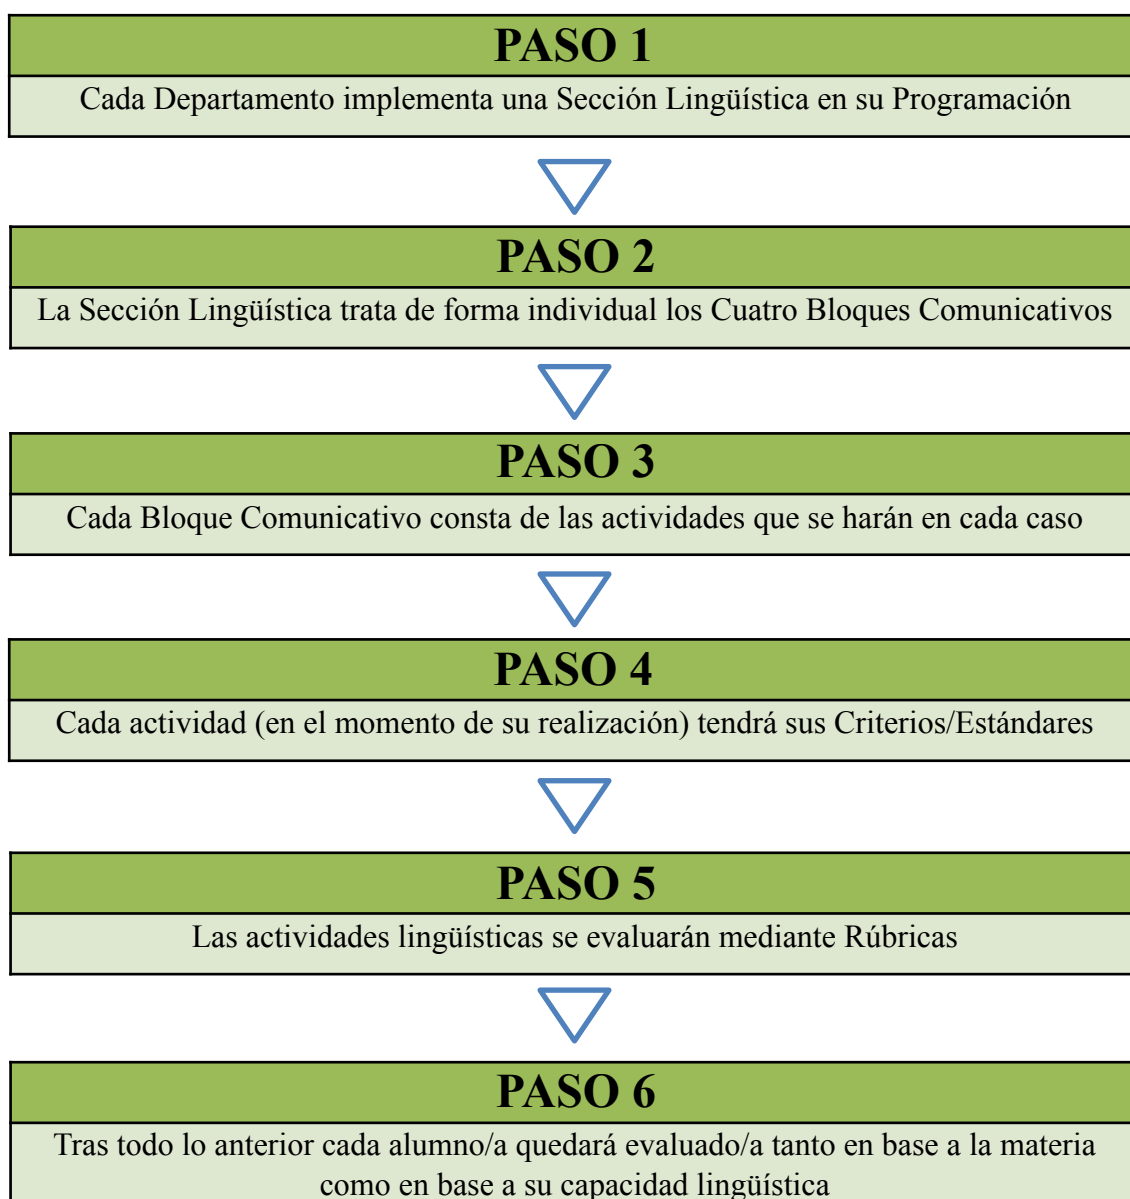 PASO 1
Cada Departamento implementa una Sección Lingüística en su Programación
PASO 2
La Sección Lingüística trata de forma individual los Cuatro Bloques Comunicativos
PASO 3
Cada Bloque Comunicativo consta de las actividades que se harán en cada caso
PASO 4
Cada actividad (en el momento de su realización) tendrá sus Criterios/Estándares
PASO 5
Las actividades lingüísticas se evaluarán mediante Rúbricas
PASO 6
Tras todo lo anterior cada alumno/a quedará evaluado/a tanto en base a la materia
como en base a su capacidad lingüística